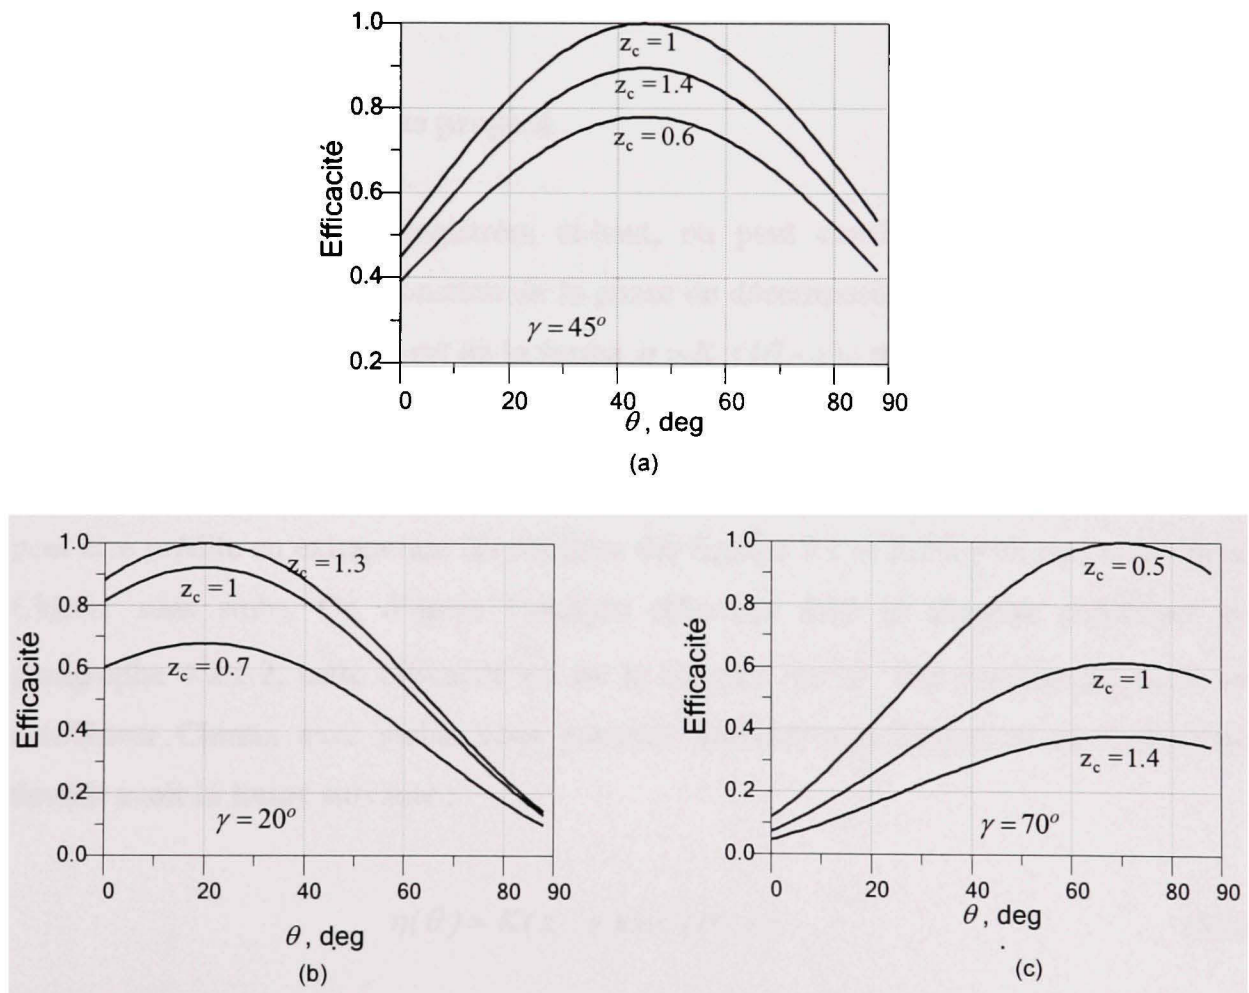 1.0
0.8
0.6
0.4
0.2
Efficacité
z_c = 1
z_c = 1.4
z_c = 0.6
γ = 45°
0 20 40 60 80 90
θ, deg
(a)
1.0
0.8
0.6
0.4
0.2
0.0
Efficacité
z_c = 1.3
z_c = 1
z_c = 0.7
γ = 20°
0 20 40 60 80 90
θ, deg
(b)
1.0
0.8
0.6
0.4
0.2
0.0
Efficacité
z_c = 0.5
z_c = 1
z_c = 1.4
γ = 70°
0 20 40 60 80 90
θ, deg
(c)